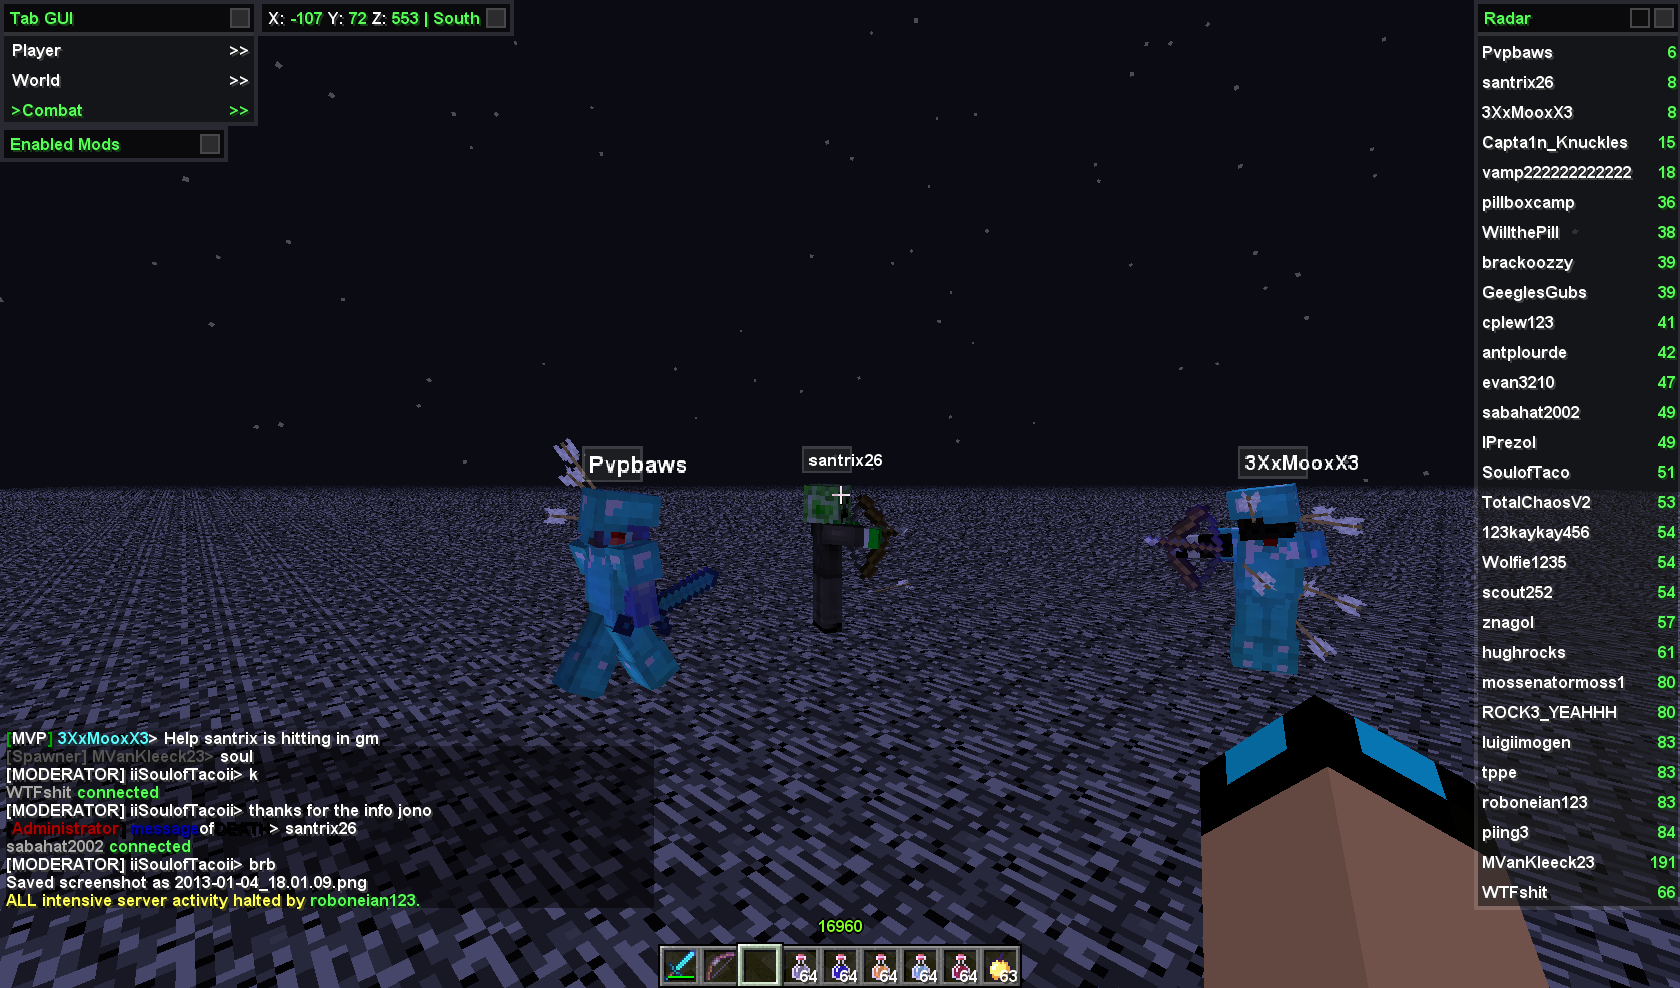 Tab GUI
X: -107 Y: 72 Z: 553 | South
Player >>
World >>
>Combat >>
Enabled Mods
Radar
Pvpbaws 6
santrix26 8
3XxMooxX3 8
Capta1n_Knuckles 15
vamp222222222222 18
pillboxcamp 36
WillthePill 38
brackoozzy 39
GeeglesGubs 39
cplew123 41
antplourde 42
evan3210 47
sabahat2002 49
IPrezol 49
SoulofTaco 51
TotalChaosV2 53
123kaykay456 54
Wolfie1235 54
scout252 54
znagol 57
hughrocks 61
mossenatormoss1 80
ROCK3_YEAHHH 80
luigiimogen 83
tppe 83
roboneian123 83
piing3 84
MVanKleeck23 191
WTFshit 66
Pvpbaws
santrix26
3XxMooxX3
[MVP] 3XxMooxX3> Help santrix is hitting in gm
[Spawner] MVanKleeck23> soul
[MODERATOR] iiSoulofTacoii> k
WTFshit connected
[MODERATOR] iiSoulofTacoii> thanks for the info jono
Administrator messageof > santrix26
sabahat2002 connected
[MODERATOR] iiSoulofTacoii> brb
Saved screenshot as 2013-01-04_18.01.09.png
ALL intensive server activity halted by roboneian123.
16960
64 64 64 64 64 63